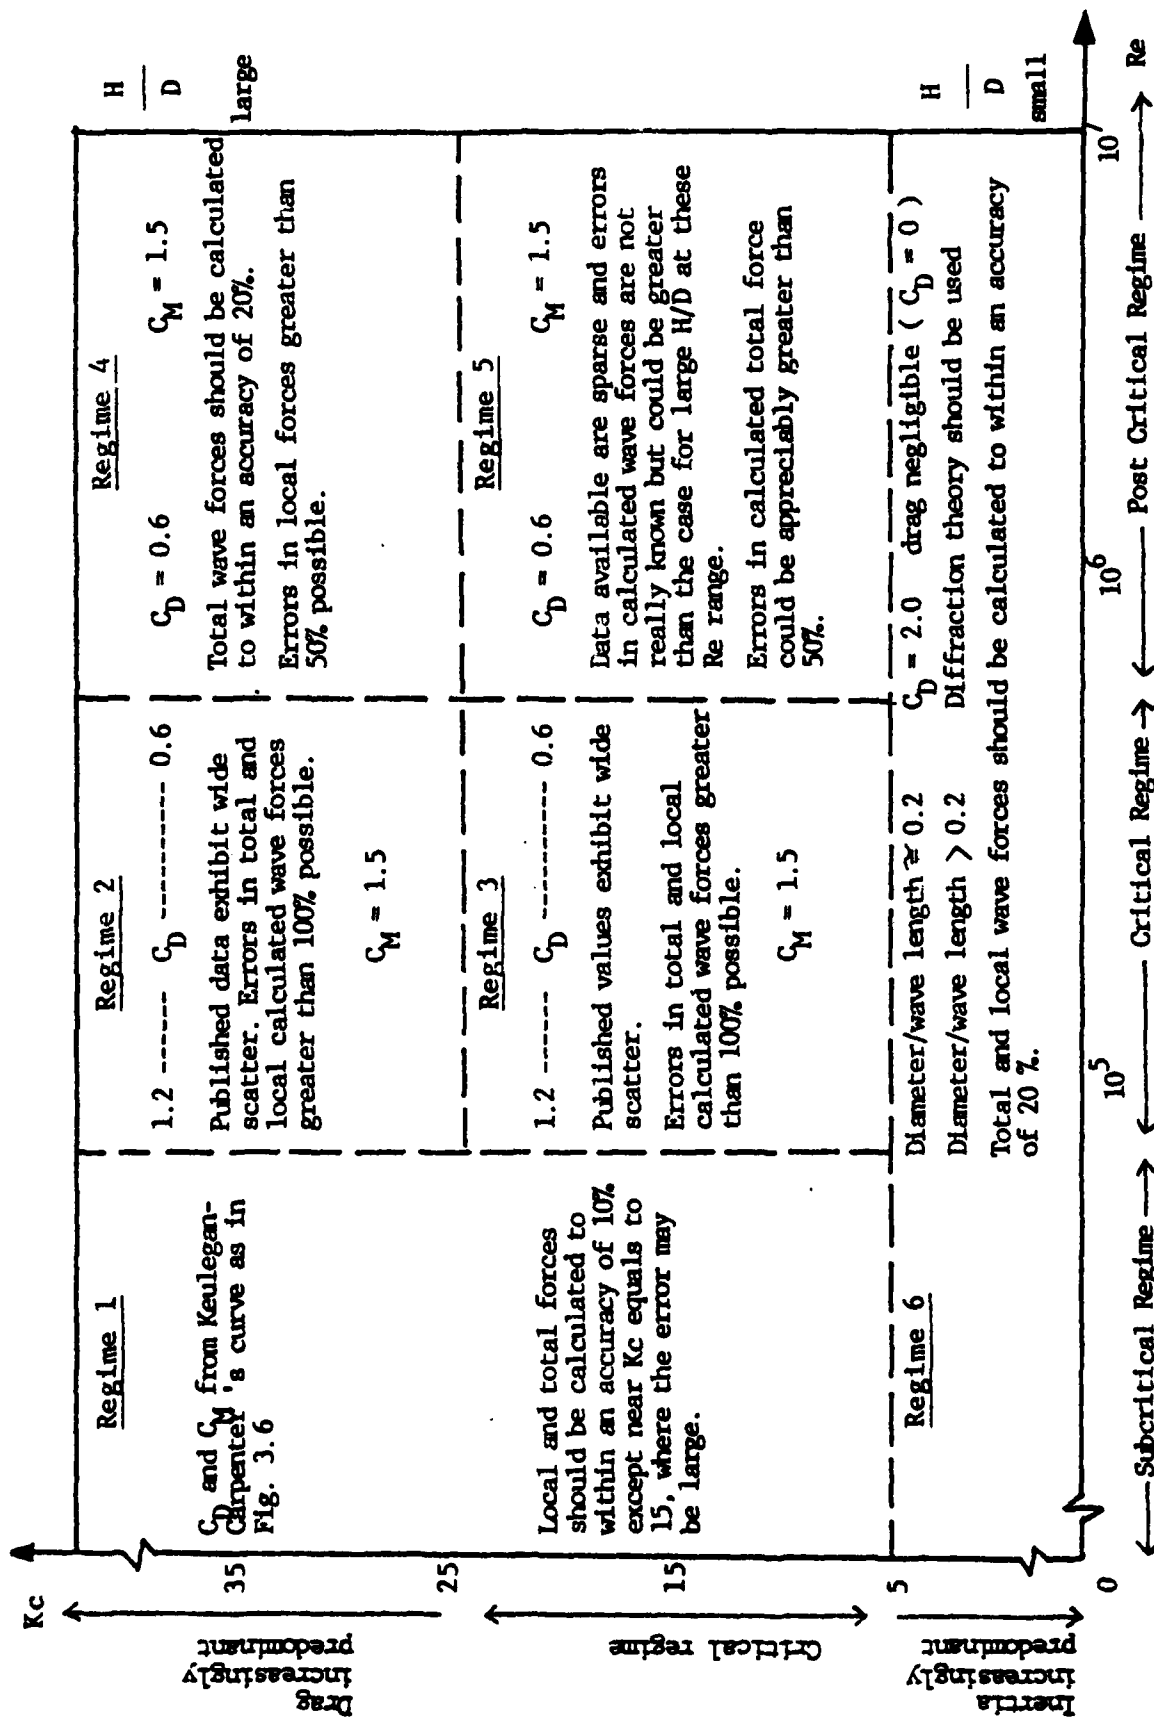 Kc
Drag
increasingly
predominant
Critical regime
Inertia
increasingly
predominant
35
25
15
5
0
Regime 1
C_D and C_M from Keulegan-
Carpenter's curve as in
Fig. 3.6
Local and total forces
should be calculated to
within an accuracy of 10%
except near Kc equals to
15, where the error may
be large.
Regime 2
1.2 ------ C_D ---------- 0.6
Published data exhibit wide
scatter. Errors in total and
local calculated wave forces
greater than 100% possible.
C_M = 1.5
Regime 3
1.2 ------ C_D ---------- 0.6
Published values exhibit wide
scatter.
Errors in total and local
calculated wave forces greater
than 100% possible.
C_M = 1.5
Regime 4
C_D = 0.6 C_M = 1.5
Total wave forces should be calculated
to within an accuracy of 20%.
Errors in local forces greater than
50% possible.
Regime 5
C_D = 0.6 C_M = 1.5
Data available are sparse and errors
in calculated wave forces are not
really known but could be greater
than the case for large H/D at these
Re range.
Errors in calculated total force
could be appreciably greater than
50%.
H
D
large
H
D
small
Regime 6
Diameter/wave length ≅ 0.2 C_D = 2.0 drag negligible ( C_D = 0 )
Diameter/wave length > 0.2 Diffraction theory should be used
Total and local wave forces should be calculated to within an accuracy
of 20 %.
10^5
10^6
10^7
Re
Subcritical Regime
Critical Regime
Post Critical Regime